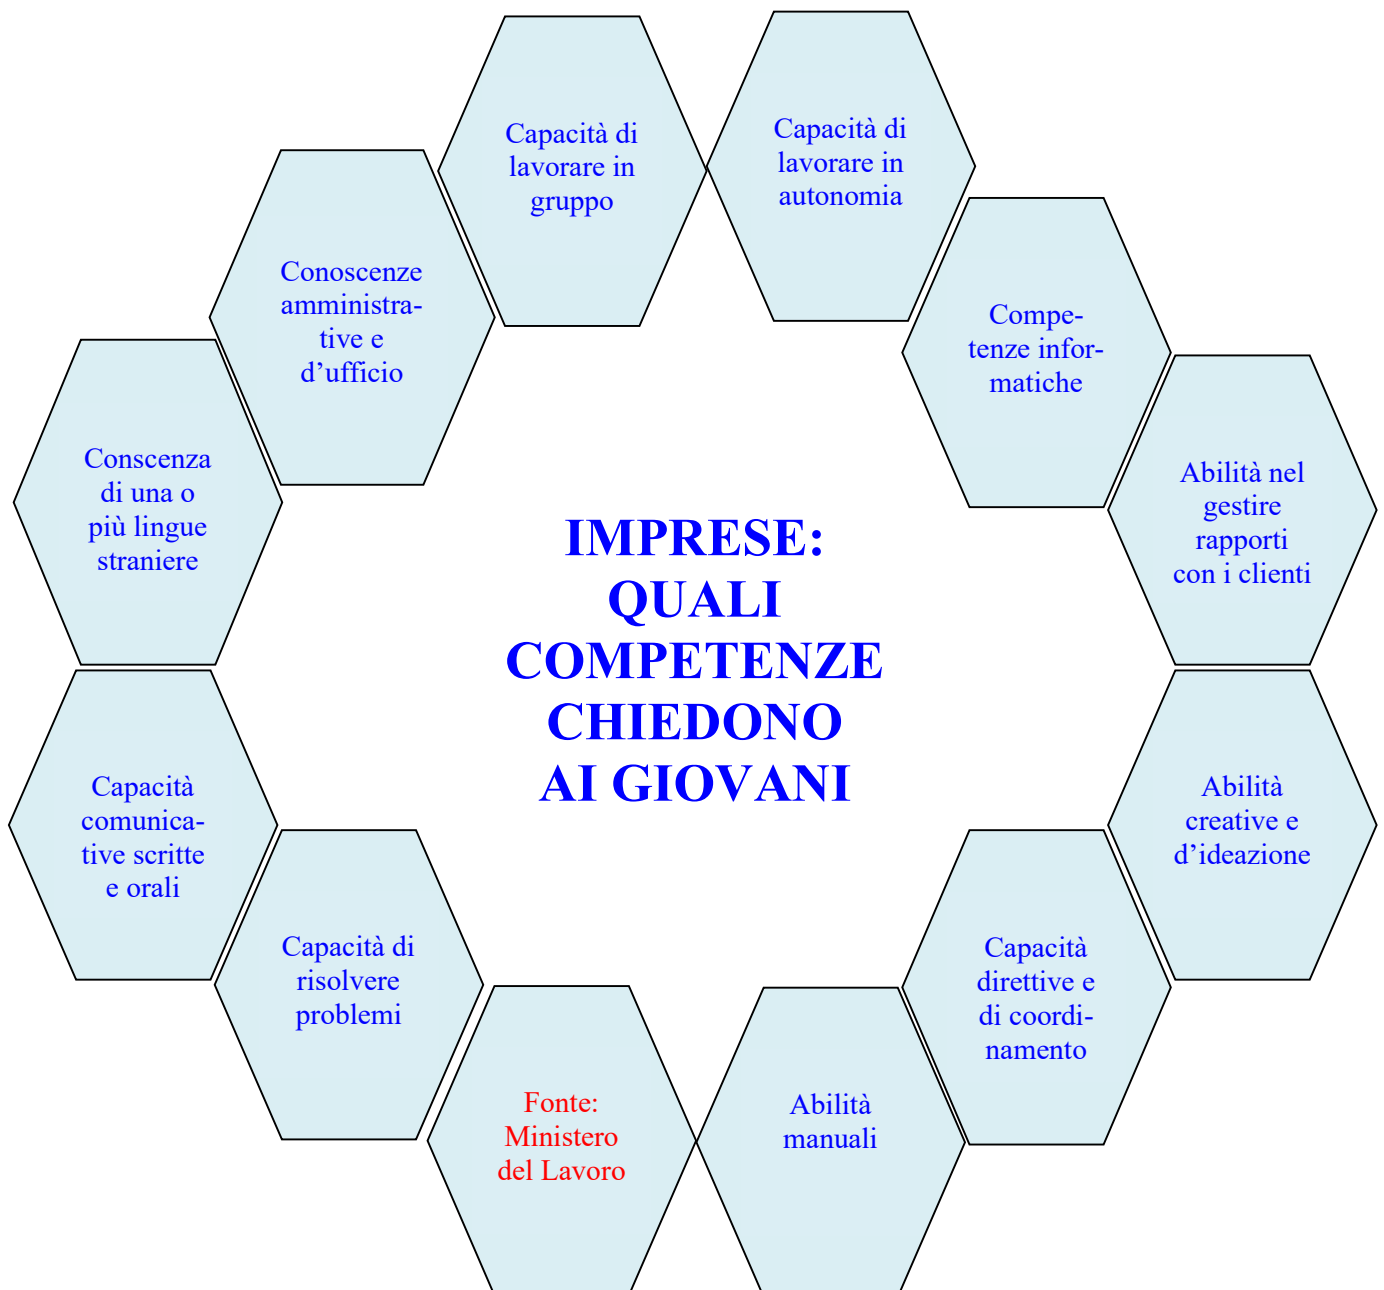 Capacità di
lavorare in
gruppo
Capacità di
lavorare in
autonomia
Compe-
tenze infor-
matiche
Abilità nel
gestire
rapporti
con i clienti
Abilità
creative e
d’ideazione
Capacità
direttive e
di coordi-
namento
Abilità
manuali
Fonte:
Ministero
del Lavoro
Capacità di
risolvere
problemi
Capacità
comunica-
tive scritte
e orali
Conscenza
di una o
più lingue
straniere
Conoscenze
amministra-
tive e
d’ufficio
IMPRESE:
QUALI
COMPETENZE
CHIEDONO
AI GIOVANI